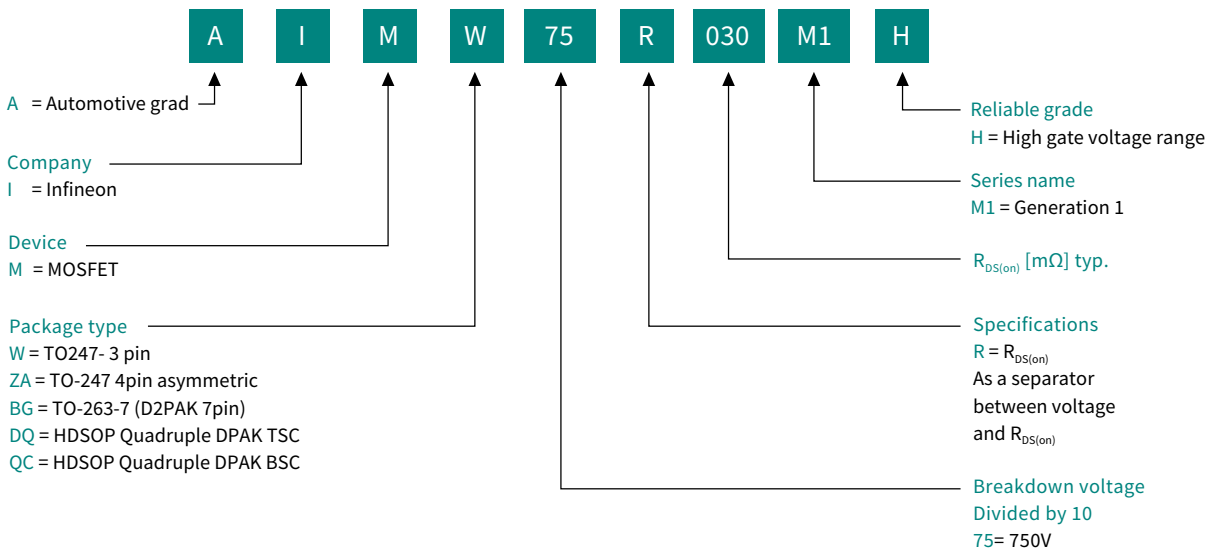 A I M W 75 R 030 M1 H
A = Automotive grad
Company
I = Infineon
Device
M = MOSFET
Package type
W = TO247- 3 pin
ZA = TO-247 4pin asymmetric
BG = TO-263-7 (D2PAK 7pin)
DQ = HDSOP Quadruple DPAK TSC
QC = HDSOP Quadruple DPAK BSC
Reliable grade
H = High gate voltage range
Series name
M1 = Generation 1
RDS(on) [mΩ] typ.
Specifications
R = RDS(on)
As a separator
between voltage
and RDS(on)
Breakdown voltage
Divided by 10
75= 750V